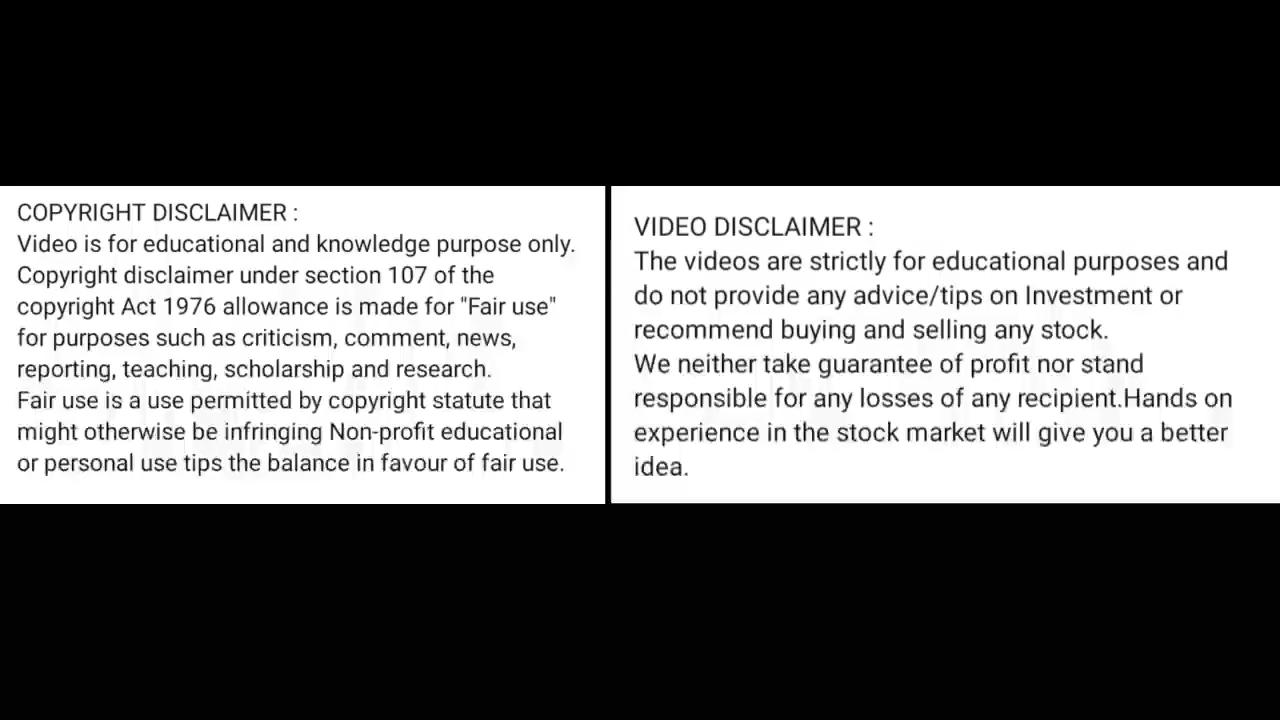 COPYRIGHT DISCLAIMER :
Video is for educational and knowledge purpose only.
Copyright disclaimer under section 107 of the
copyright Act 1976 allowance is made for "Fair use"
for purposes such as criticism, comment, news,
reporting, teaching, scholarship and research.
Fair use is a use permitted by copyright statute that
might otherwise be infringing Non-profit educational
or personal use tips the balance in favour of fair use.
VIDEO DISCLAIMER :
The videos are strictly for educational purposes and
do not provide any advice/tips on Investment or
recommend buying and selling any stock.
We neither take guarantee of profit nor stand
responsible for any losses of any recipient.Hands on
experience in the stock market will give you a better
idea.